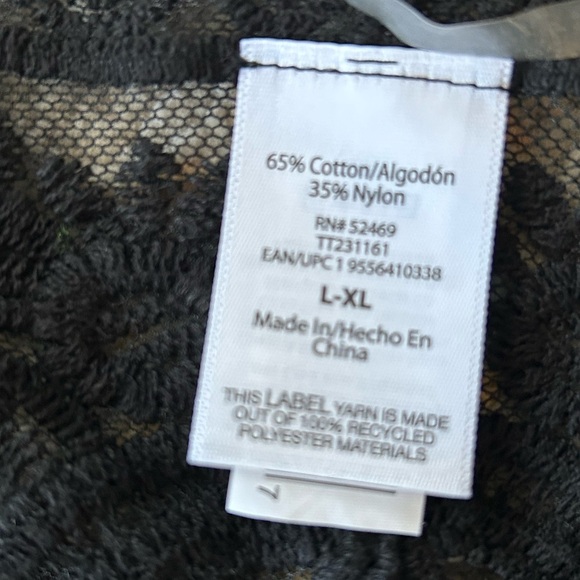 65% Cotton/Algodón
35% Nylon
RN# 52469
TT231161
EAN/UPC 1 9556410338
L-XL
Made In/Hecho En
China
THIS LABEL YARN IS MADE
OUT OF 100% RECYCLED
POLYESTER MATERIALS
7